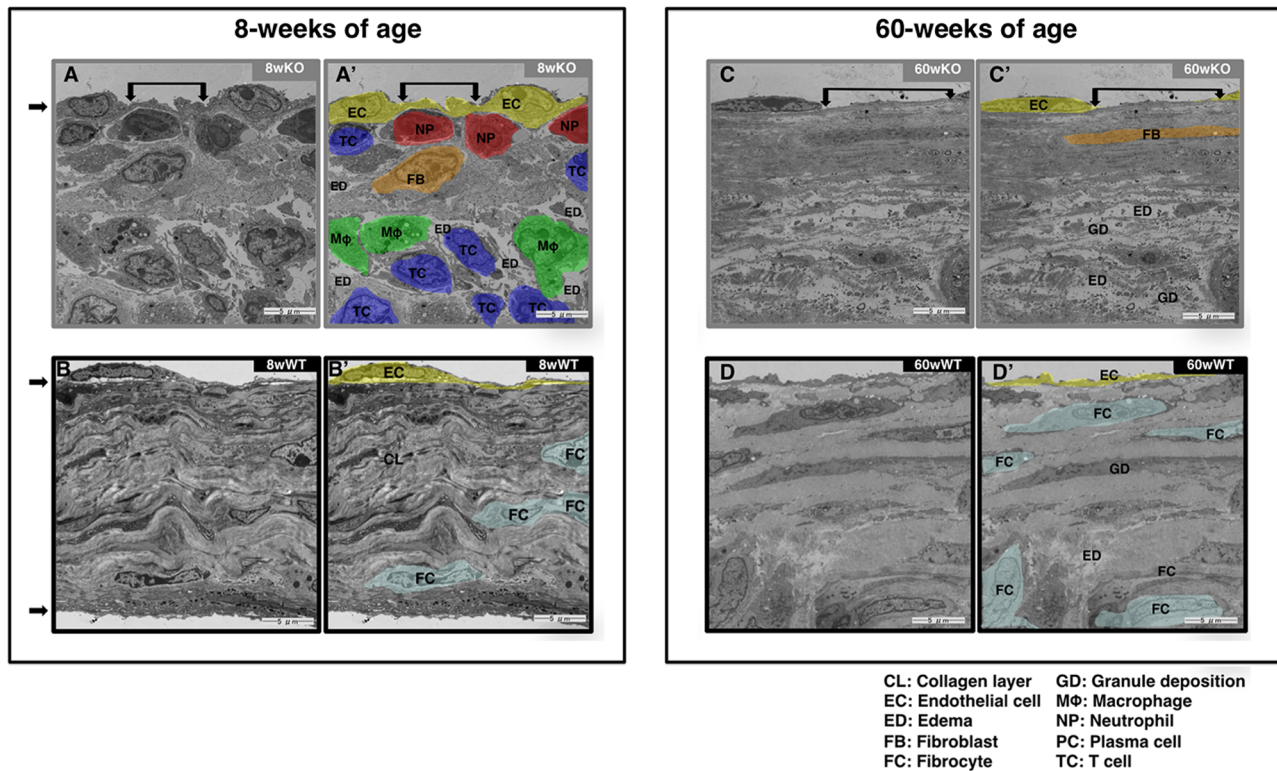 8-weeks of age
60-weeks of age
A
8wKO
A'
8wKO
EC
EC
NP
NP
NP
TC
TC
FB
ED
ED
MΦ
MΦ
ED
TC
MΦ
TC
ED
ED
ED
TC
TC
TC
5 μm
5 μm
C
60wKO
C'
60wKO
EC
FB
ED
GD
ED
GD
5 μm
5 μm
B
8wWT
B'
8wWT
EC
CL
FC
FC
FC
FC
5 μm
5 μm
D
60wWT
D'
60wWT
EC
FC
FC
FC
GD
ED
FC
FC
FC
5 μm
5 μm
CL: Collagen layer
EC: Endothelial cell
ED: Edema
FB: Fibroblast
FC: Fibrocyte
GD: Granule deposition
MΦ: Macrophage
NP: Neutrophil
PC: Plasma cell
TC: T cell